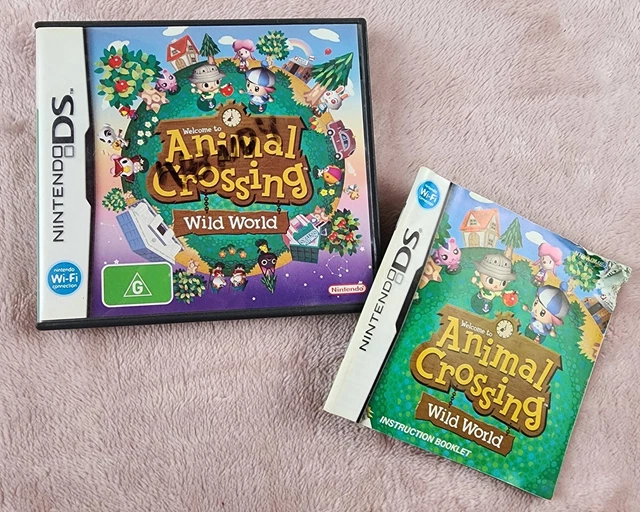 NINTENDO DS™
Welcome to
Animal
Crossing
Wild World
nintendo
Wi-Fi
connection
G
Nintendo
Wi-Fi
NINTENDO DS
Welcome to
Animal
Crossing
Wild World
INSTRUCTION BOOKLET